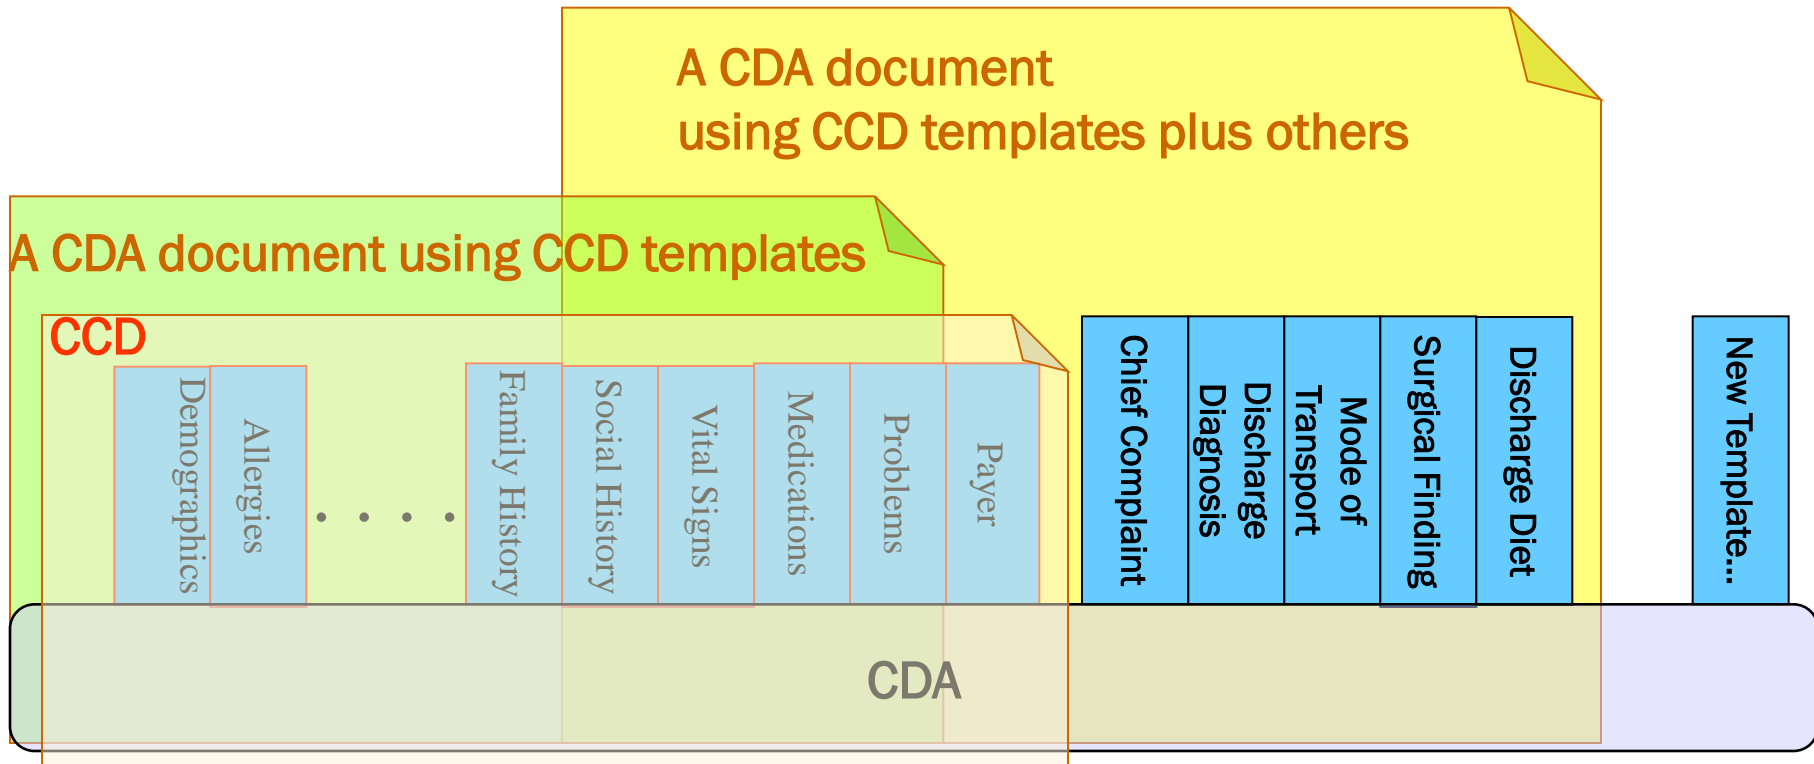 A CDA document
using CCD templates plus others
A CDA document using CCD templates
CCD
Demographics
Allergies
. . . .
Family History
Social History
Vital Signs
Medications
Problems
Payer
Chief Complaint
Discharge
Diagnosis
Mode of
Transport
Surgical Finding
Discharge Diet
New Template...
CDA